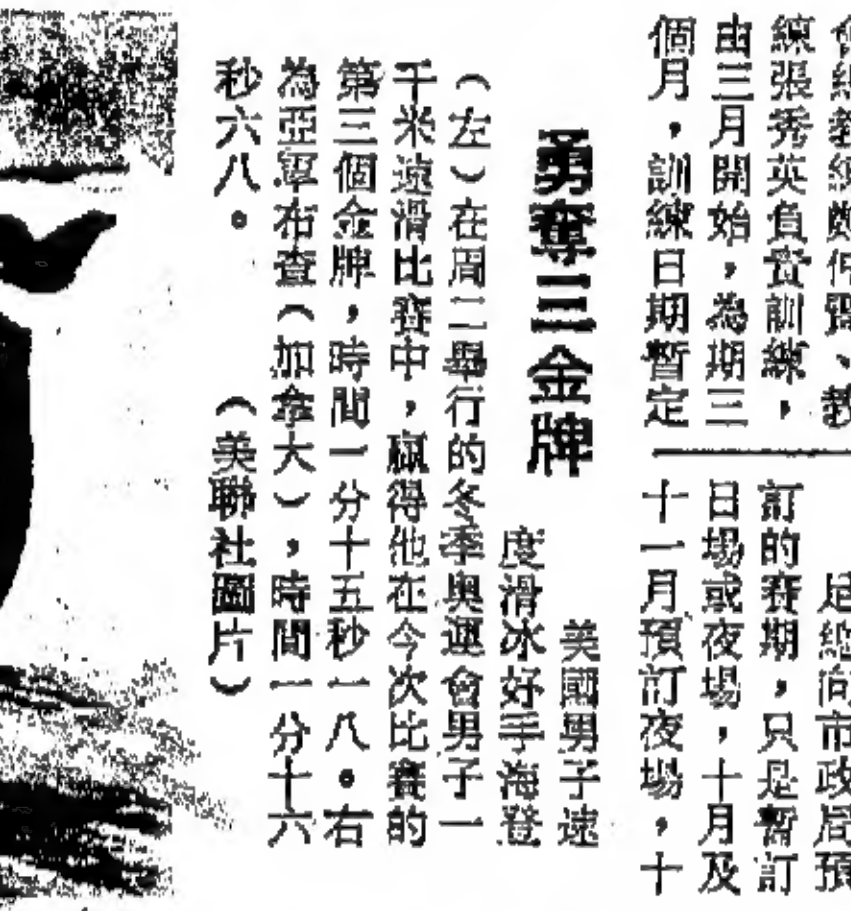 練張秀英負責訓練，
由三月開始，為期三
個月，訓練日期暫定
足總向市政局預
訂的賽期，只是暫訂
日場或夜場，十月及
十一月預訂夜場，十
勇奪三金牌
美國男子速
度滑冰好手海登
（左）在周二舉行的冬季奧運會男子一
千米速滑比賽中，贏得他在今次比賽的
第三個金牌，時間一分十五秒一八。右
為亞軍布查（加拿大），時間一分十六
秒六八。
（美聯社圖片）